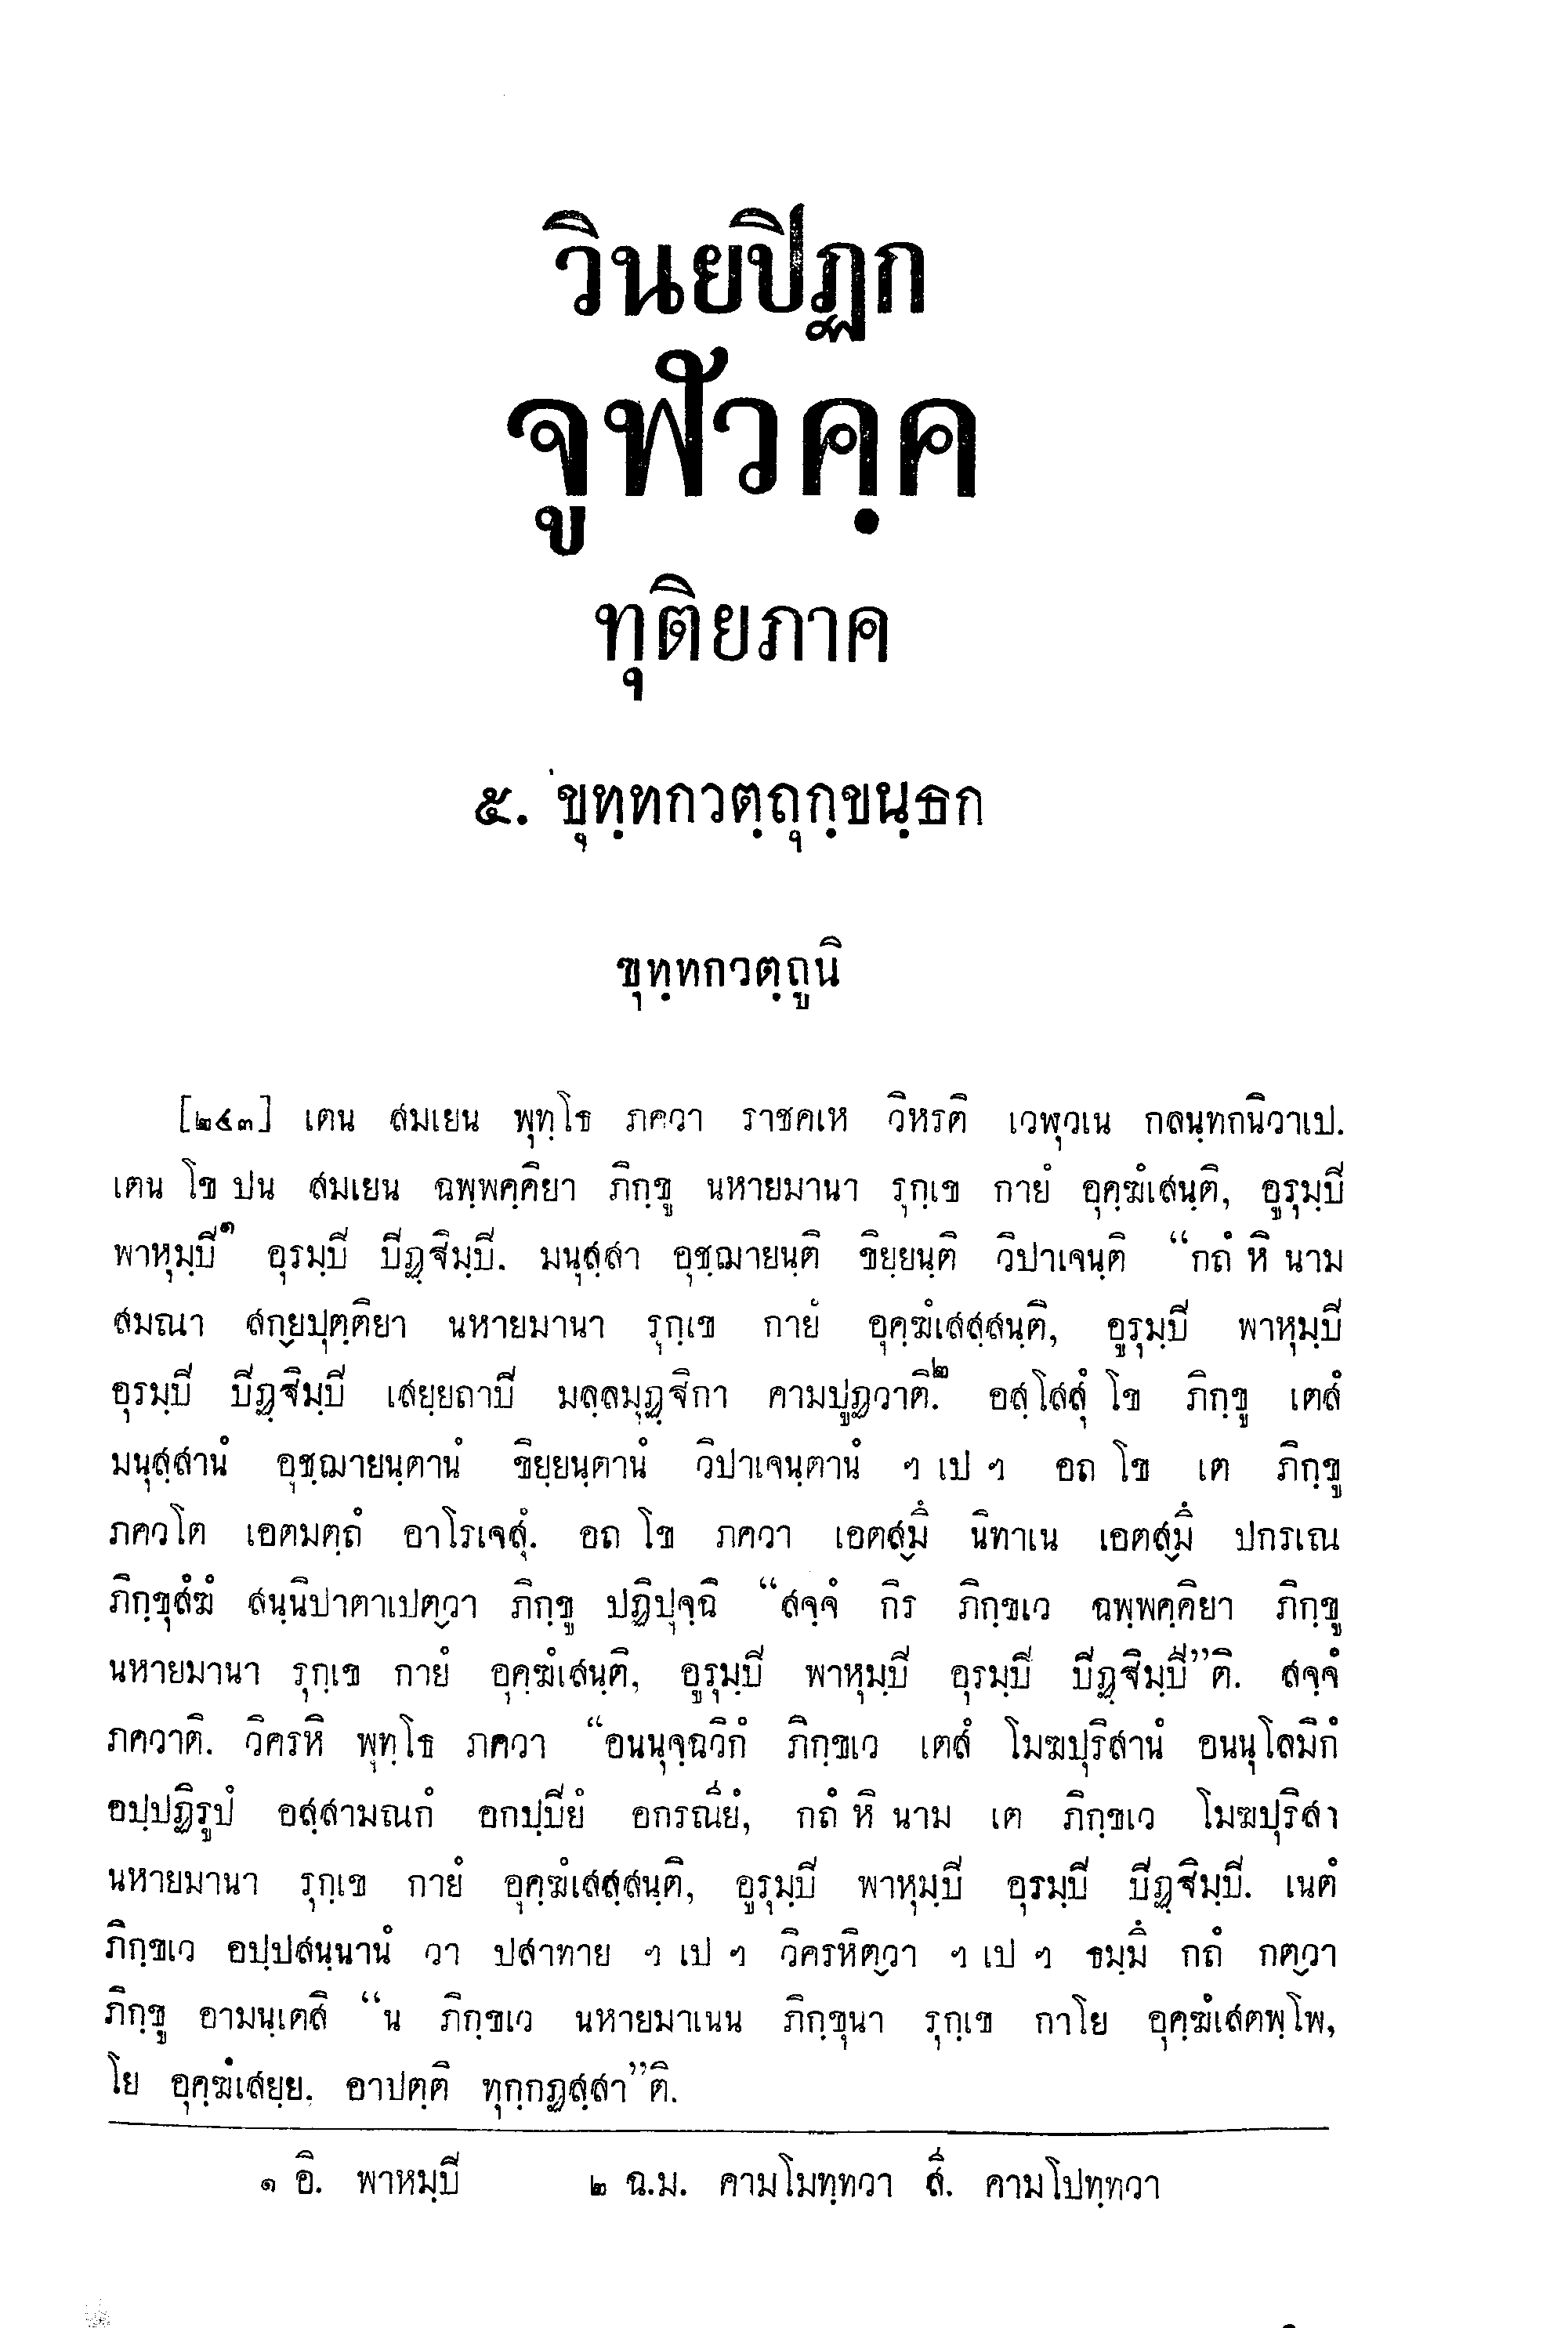 วินยปิฏก
จูฬวคฺค
ทุติยภาค
๕. ขุทฺทกวตฺถุกฺขนฺธก
ขุทฺทกวตฺถูนิ
[๒๔๓] เตน สมเยน พุทฺโธ ภควา ราชคเห วิหรติ เวฬุวเน กลนฺทกนิวาเป.
เตน โข ปน สมเยน ฉพฺพคฺคิยา ภิกฺขู นหายมานา รุกฺเข กายํ อุคฺฆํเสนฺติ, อูรุมฺปิ
พาหุมฺปิ๑ อุรมฺปิ ปิฏฺฐิมฺปิ. มนุสฺสา อุชฺฌายนฺติ ขิยฺยนฺติ วิปาเจนฺติ “กถํ หิ นาม
สมณา สกฺยปุตฺติยา นหายมานา รุกฺเข กายํ อุคฺฆํเสสฺสนฺติ, อูรุมฺปิ พาหุมฺปิ
อุรมฺปิ ปิฏฺฐิมฺปิ เสยฺยถาปิ มลฺลมุฏฺฐิกา คามปูฏวาติ.๒ อสฺโสสุํ โข ภิกฺขู เตสํ
มนุสฺสานํ อุชฺฌายนฺตานํ ขิยฺยนฺตานํ วิปาเจนฺตานํ ฯ เป ฯ อถ โข เต ภิกฺขู
ภควโต เอตมตฺถํ อาโรเจสุํ. อถ โข ภควา เอตสฺมึ นิทาเน เอตสฺมึ ปกรเณ
ภิกฺขุสํฆํ สนฺนิปาตาเปตฺวา ภิกฺขู ปฏิปุจฺฉิ “สจฺจํ กิร ภิกฺขเว ฉพฺพคฺคิยา ภิกฺขู
นหายมานา รุกฺเข กายํ อุคฺฆํเสนฺติ, อูรุมฺปิ พาหุมฺปิ อุรมฺปิ ปิฏฺฐิมฺปิ”ติ. สจฺจํ
ภควาติ. วิครหิ พุทฺโธ ภควา “อนนุจฺฉวิกํ ภิกฺขเว เตสํ โมฆปุริสานํ อนนุโลมิกํ
อปฺปฏิรูปํ อสฺสามณกํ อกปฺปิยํ อกรณียํ, กถํ หิ นาม เต ภิกฺขเว โมฆปุริสา
นหายมานา รุกฺเข กายํ อุคฺฆํเสสฺสนฺติ, อูรุมฺปิ พาหุมฺปิ อุรมฺปิ ปิฏฺฐิมฺปิ. เนตํ
ภิกฺขเว อปฺปสนฺนานํ วา ปสาทาย ฯ เป ฯ วิครหิตฺวา ฯ เป ฯ ธมฺมึ กถํ กตฺวา
ภิกฺขู อามนฺเตสิ “น ภิกฺขเว นหายมาเนน ภิกฺขุนา รุกฺเข กาโย อุคฺฆํเสตพฺโพ,
โย อุคฺฆํเสยฺย. อาปตฺติ ทุกฺกฏสฺสา”ติ.
๑ อิ. พาหมฺปิ ๒ ฉ.ม. คามโมทฺทวา สี. คามโปทฺทวา